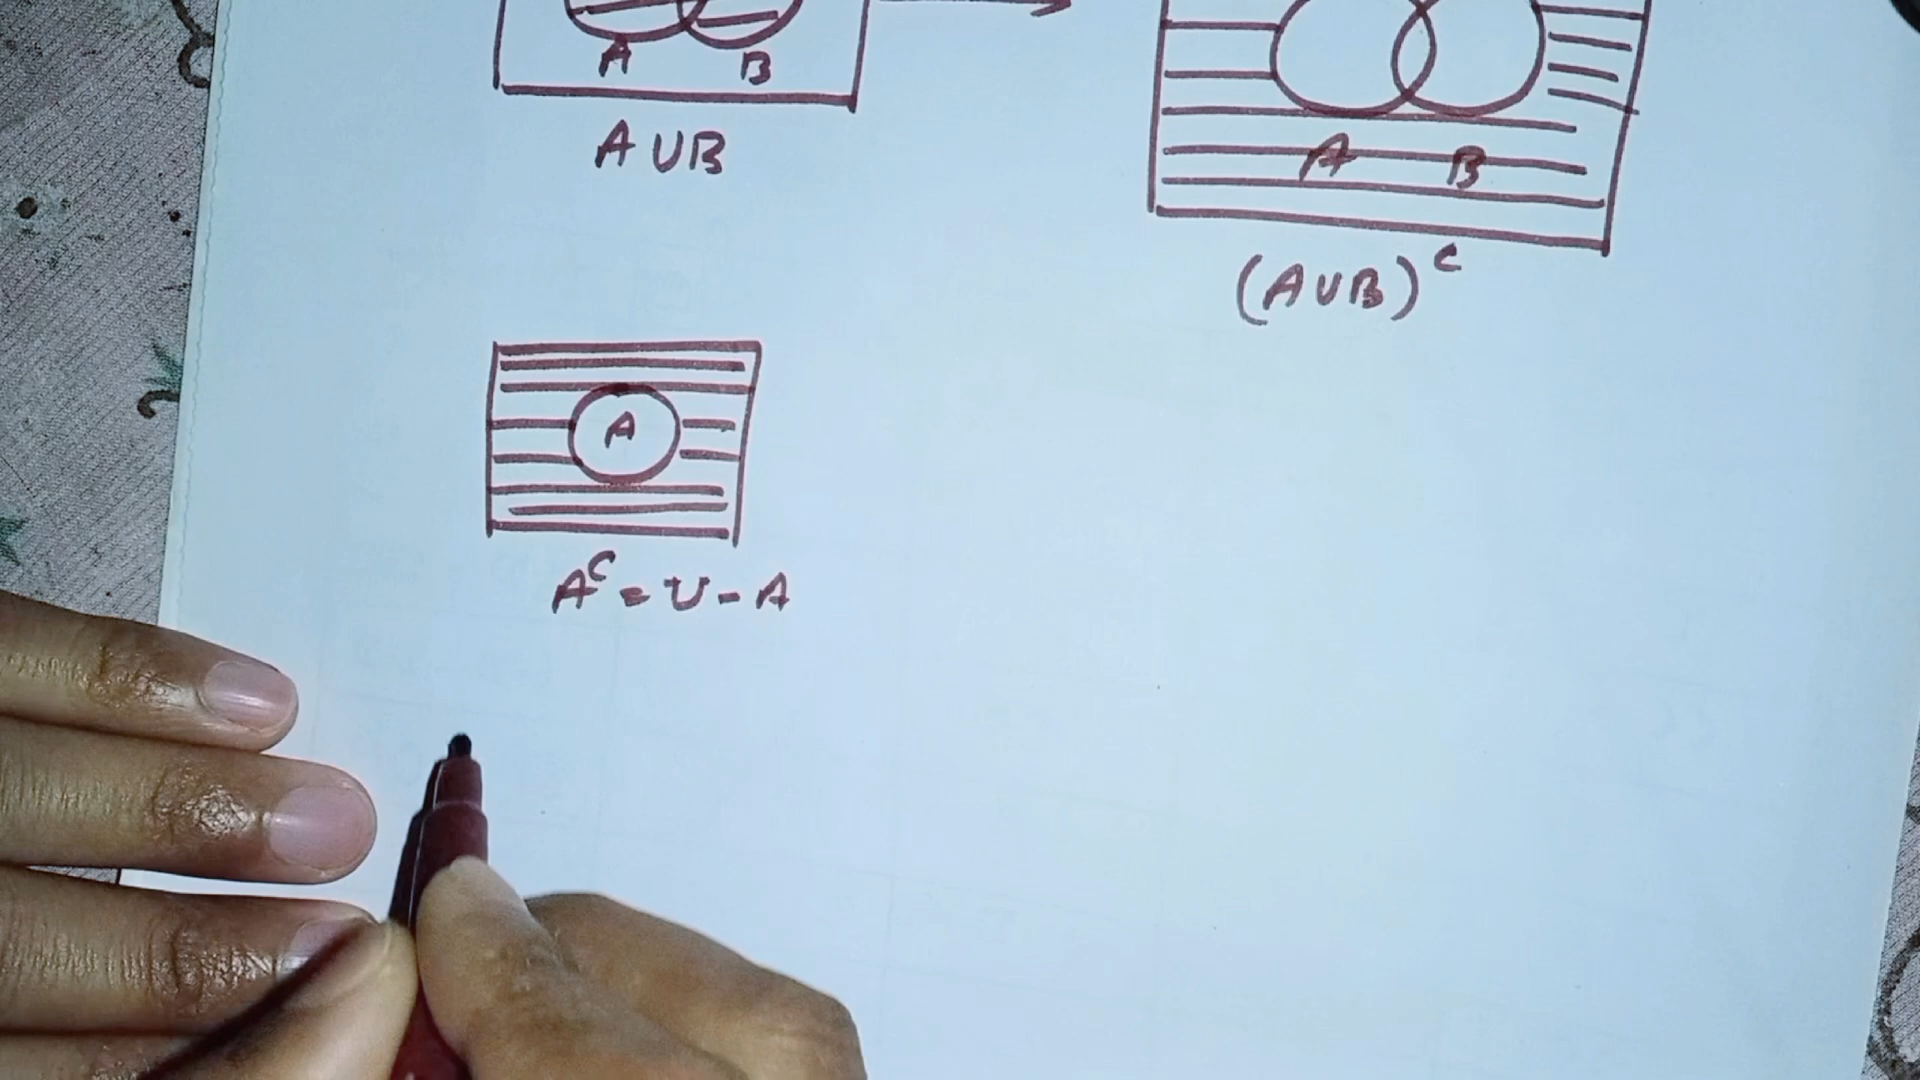 A B
A ∪ B
A B
(A ∪ B)ᶜ
A
Aᶜ = U - A